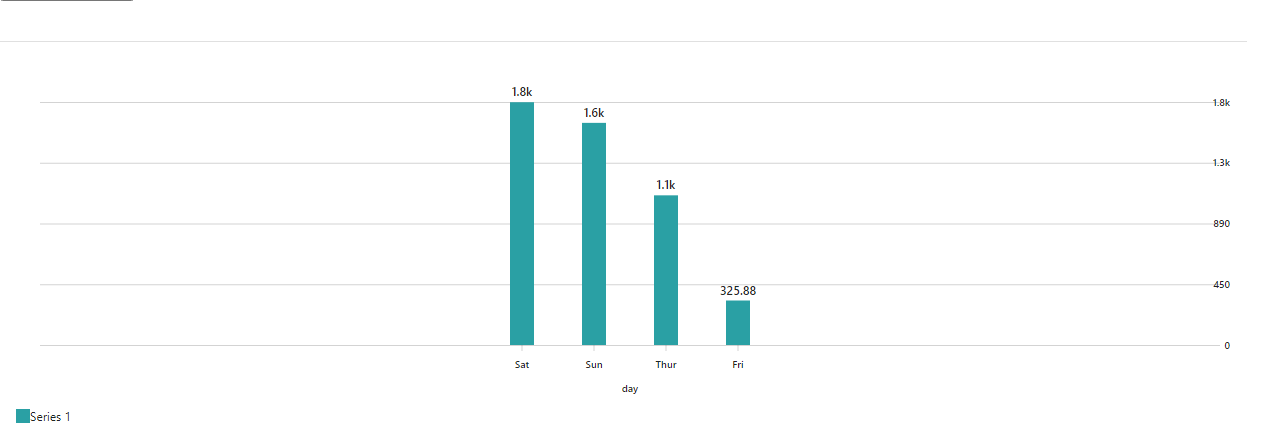 1.8k
1.6k
1.1k
325.88
1.8k
1.3k
890
450
0
Sat Sun Thur Fri
day
Series 1